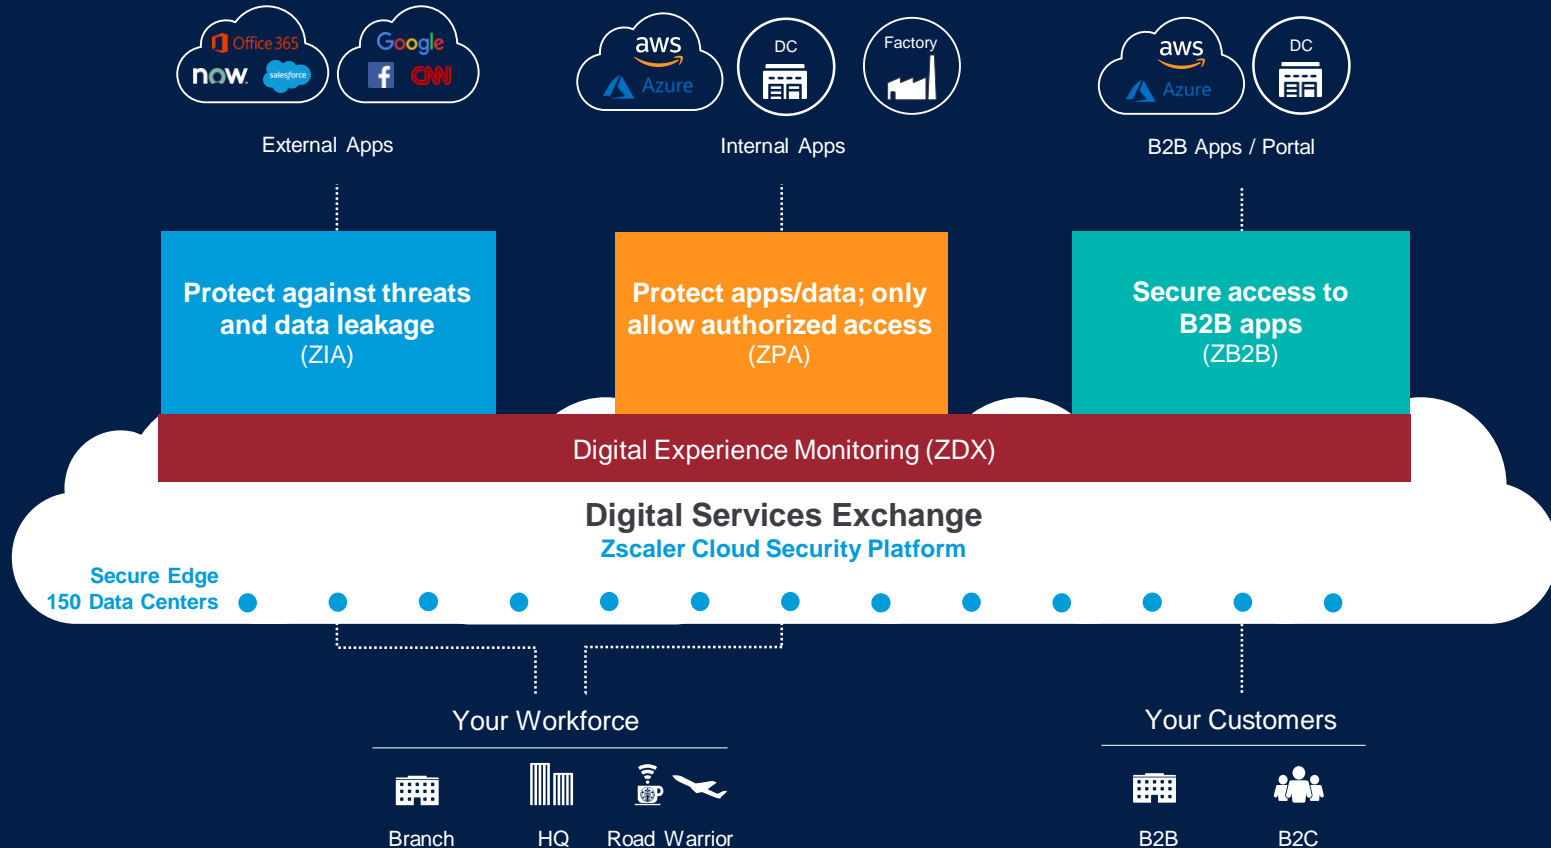 Office 365
Google
now.
salesforce
f
CNN
aws
Azure
DC
Factory
aws
Azure
DC
External Apps
Internal Apps
B2B Apps / Portal
Protect against threats
and data leakage
(ZIA)
Protect apps/data; only
allow authorized access
(ZPA)
Secure access to
B2B apps
(ZB2B)
Digital Experience Monitoring (ZDX)
Digital Services Exchange
Zscaler Cloud Security Platform
Secure Edge
150 Data Centers
Your Workforce
Your Customers
Branch
HQ
Road Warrior
B2B
B2C